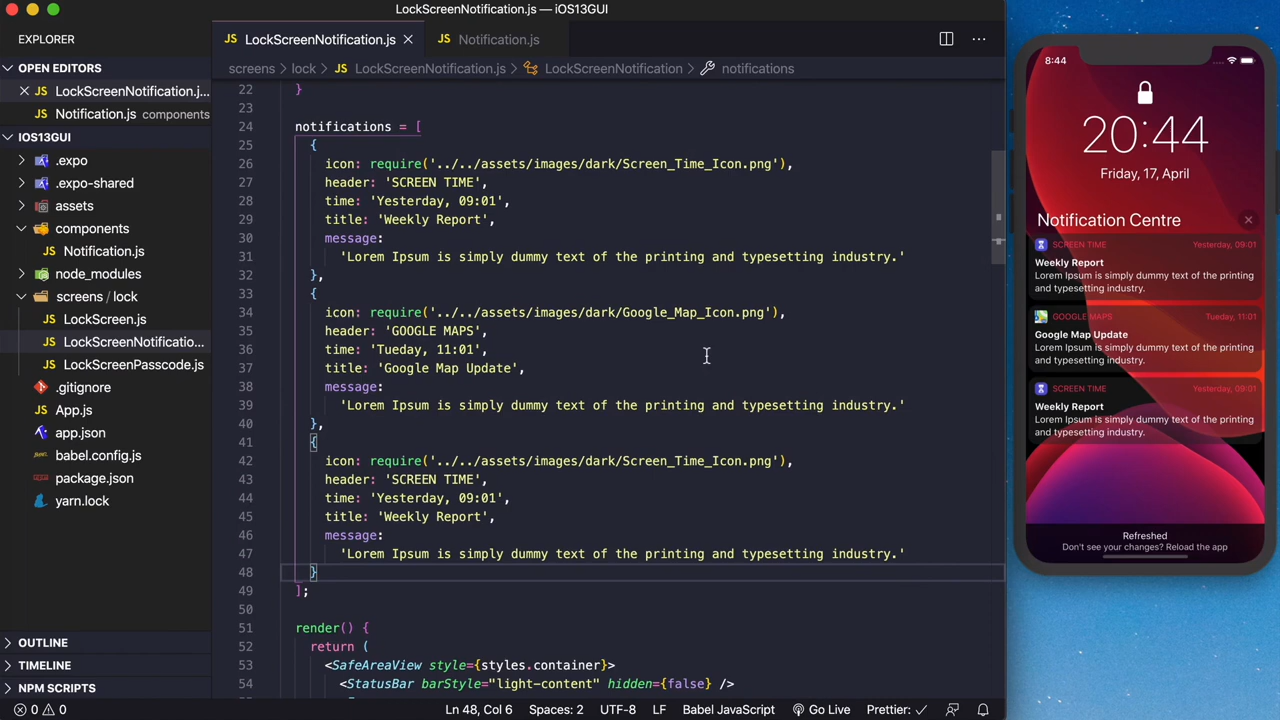 LockScreenNotification.js — iOS13GUI
EXPLORER
OPEN EDITORS
JS LockScreenNotification.j...
JS Notification.js components
IOS13GUI
.expo
.expo-shared
assets
components
JS Notification.js
node_modules
screens / lock
JS LockScreen.js
JS LockScreenNotificatio...
JS LockScreenPasscode.js
.gitignore
JS App.js
app.json
JS babel.config.js
package.json
yarn.lock
OUTLINE
TIMELINE
NPM SCRIPTS
JS LockScreenNotification.js
JS Notification.js
screens > lock > JS LockScreenNotification.js > LockScreenNotification > notifications
22 }
23
24 notifications = [
25 {
26 icon: require('../../assets/images/dark/Screen_Time_Icon.png'),
27 header: 'SCREEN TIME',
28 time: 'Yesterday, 09:01',
29 title: 'Weekly Report',
30 message:
31 'Lorem Ipsum is simply dummy text of the printing and typesetting industry.'
32 },
33 {
34 icon: require('../../assets/images/dark/Google_Map_Icon.png'),
35 header: 'GOOGLE MAPS',
36 time: 'Tueday, 11:01',
37 title: 'Google Map Update',
38 message:
39 'Lorem Ipsum is simply dummy text of the printing and typesetting industry.'
40 },
41 {
42 icon: require('../../assets/images/dark/Screen_Time_Icon.png'),
43 header: 'SCREEN TIME',
44 time: 'Yesterday, 09:01',
45 title: 'Weekly Report',
46 message:
47 'Lorem Ipsum is simply dummy text of the printing and typesetting industry.'
48 }
49 ];
50
51 render() {
52 return (
53 <SafeAreaView style={styles.container}>
54 <StatusBar barStyle="light-content" hidden={false} />
0 0
Ln 48, Col 6
Spaces: 2
UTF-8
LF
Babel JavaScript
Go Live
Prettier: ✓
8:44
20:44
Friday, 17, April
Notification Centre
SCREEN TIME Yesterday, 09:01
Weekly Report
Lorem Ipsum is simply dummy text of the printing
and typesetting industry.
GOOGLE MAPS Tueday, 11:01
Google Map Update
Lorem Ipsum is simply dummy text of the printing
and typesetting industry.
SCREEN TIME Yesterday, 09:01
Weekly Report
Lorem Ipsum is simply dummy text of the printing
and typesetting industry.
Refreshed
Don't see your changes? Reload the app